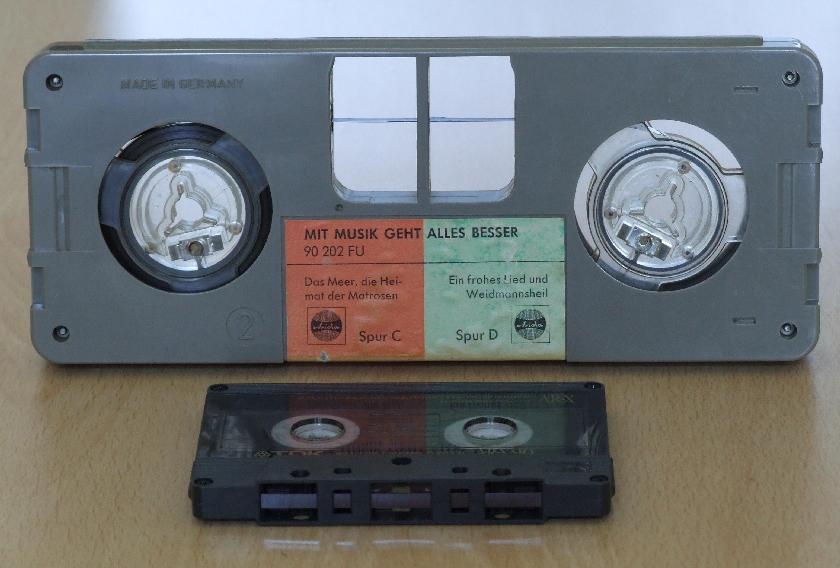 MADE IN GERMANY
MIT MUSIK GEHT ALLES BESSER
90 202 FU
Das Meer, die Hei-
mat der Matrosen
Spur C
Ein frohes Lied und
Weidmannsheil
Spur D
2
TDK